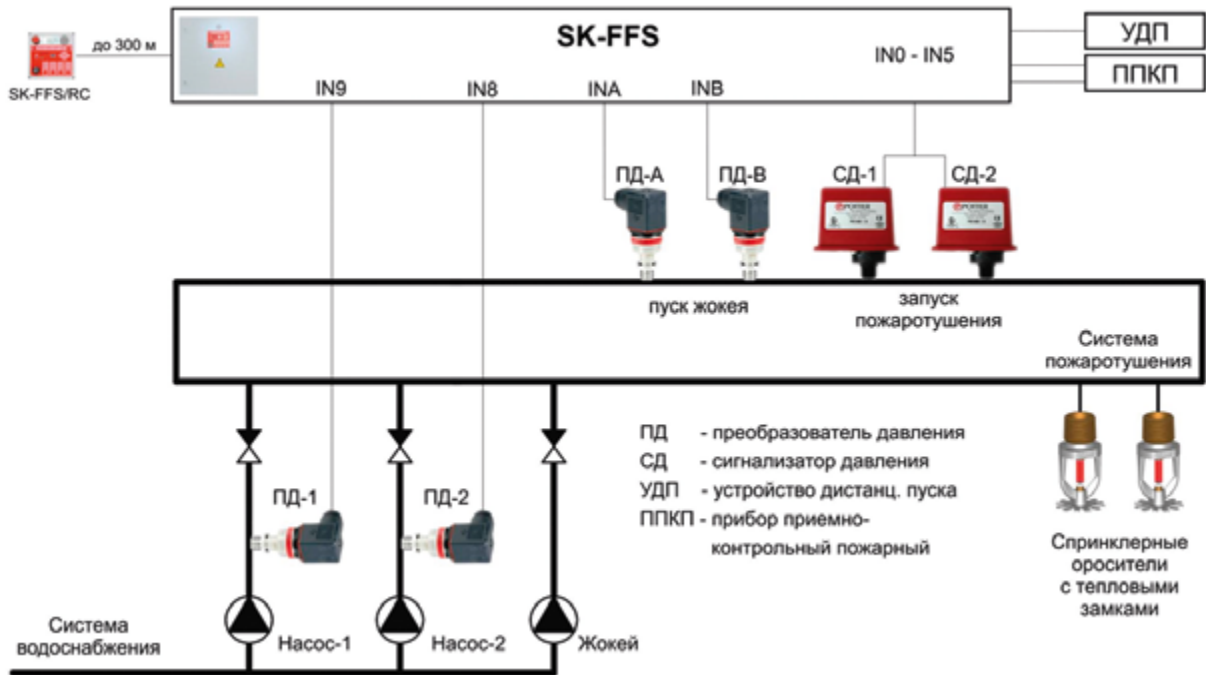 SK-FFS
до 300 м
SK-FFS/RC
IN9
IN8
INA
INB
IN0 - IN5
УДП
ППКП
ПД-A
ПД-B
СД-1
СД-2
POTTER
POTTER
пуск жокея
запуск
пожаротушения
Система
пожаротушения
ПД-1
ПД-2
ПД - преобразователь давления
СД - сигнализатор давления
УДП - устройство дистанц. пуска
ППКП - прибор приемно-
контрольный пожарный
Спринклерные
оросители
с тепловыми
замками
Система
водоснабжения
Насос-1
Насос-2
Жокей